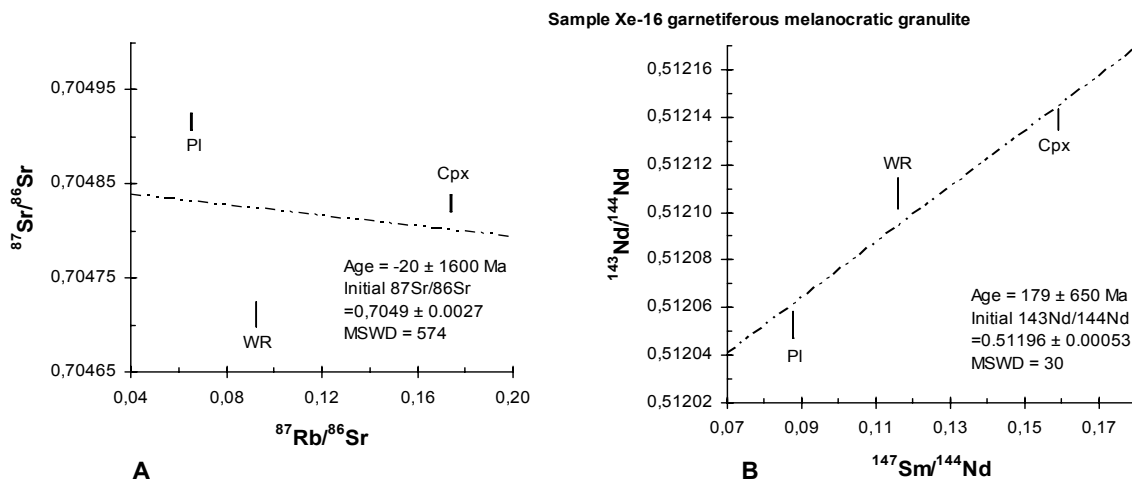 Sample Xe-16 garnetiferous melanocratic granulite
0,70495
0,70485
0,70475
0,70465
87Sr/86Sr
Pl
Cpx
WR
Age = -20 ± 1600 Ma
Initial 87Sr/86Sr
=0,7049 ± 0.0027
MSWD = 574
0,04 0,08 0,12 0,16 0,20
87Rb/86Sr
A
0,51216
0,51214
0,51212
0,51210
0,51208
0,51206
0,51204
0,51202
143Nd/144Nd
WR
Cpx
Pl
Age = 179 ± 650 Ma
Initial 143Nd/144Nd
=0.51196 ± 0.00053
MSWD = 30
0,07 0,09 0,11 0,13 0,15 0,17
147Sm/144Nd
B